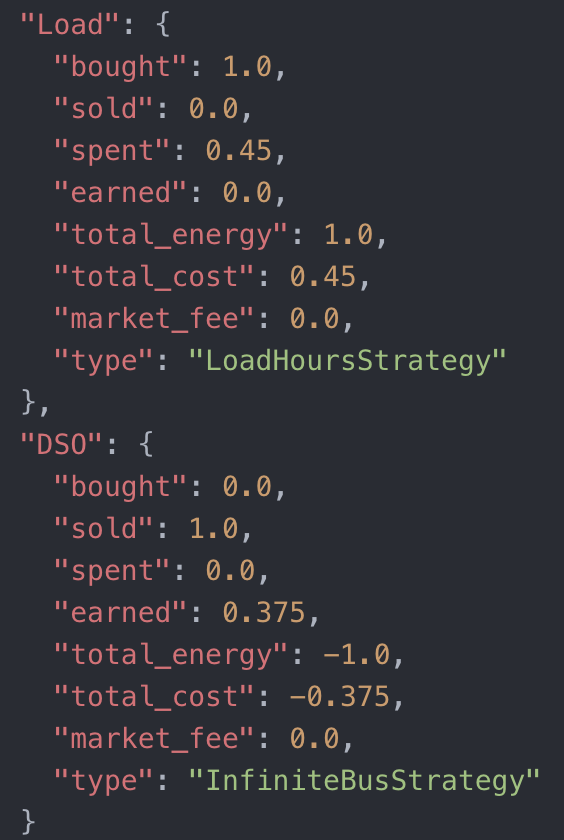 "Load": {
"bought": 1.0,
"sold": 0.0,
"spent": 0.45,
"earned": 0.0,
"total_energy": 1.0,
"total_cost": 0.45,
"market_fee": 0.0,
"type": "LoadHoursStrategy"
},
"DSO": {
"bought": 0.0,
"sold": 1.0,
"spent": 0.0,
"earned": 0.375,
"total_energy": -1.0,
"total_cost": -0.375,
"market_fee": 0.0,
"type": "InfiniteBusStrategy"
}